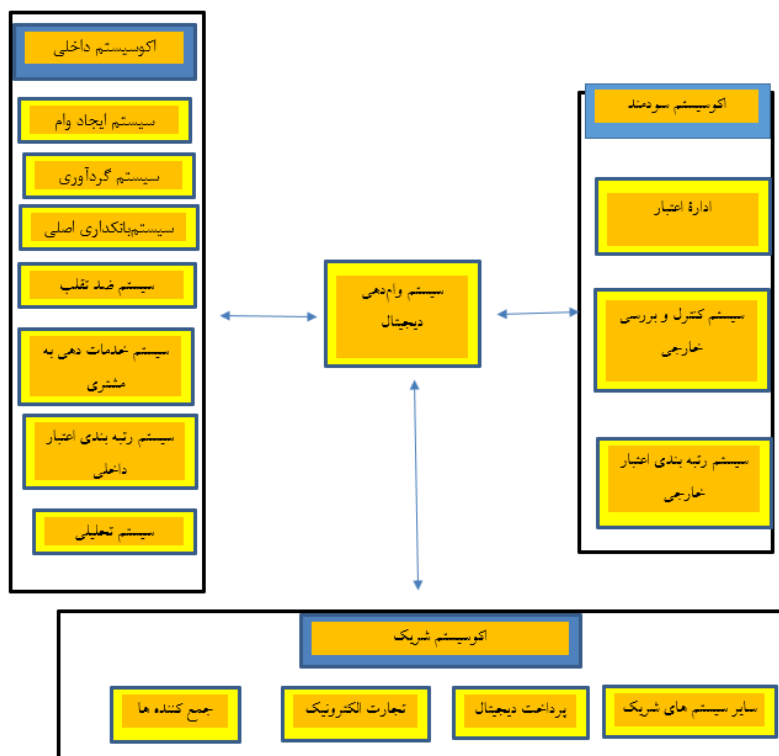 اکوسیستم داخلی
سیستم ایجاد وام
سیستم گردآوری
سیستم‌بانکداری اصلی
سیستم ضد تقلب
سیستم خدمات دهی به
مشتری
سیستم رتبه بندی اعتبار
داخلی
سیستم تحلیلی
سیستم وام‌دهی
دیجیتال
اکوسیستم سودمند
ادارهٔ اعتبار
سیستم کنترل و بررسی
خارجی
سیستم رتبه بندی اعتبار
خارجی
اکوسیستم شریک
سایر سیستم های شریک
پرداخت دیجیتال
تجارت الکترونیک
جمع کننده ها